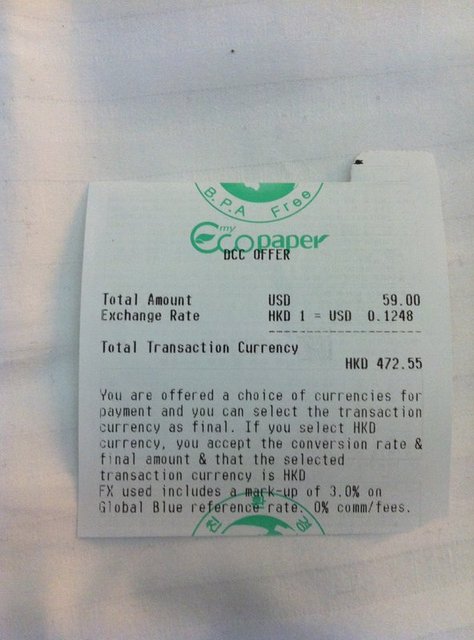 B.P.A Free
my
Ecopaper
DCC OFFER
Total Amount USD 59.00
Exchange Rate HKD 1 = USD 0.1248
Total Transaction Currency
HKD 472.55
You are offered a choice of currencies for
payment and you can select the transaction
currency as final. If you select HKD
currency, you accept the conversion rate &
final amount & that the selected
transaction currency is HKD
FX used includes a mark-up of 3.0% on
Global Blue reference rate. 0% comm/fees.